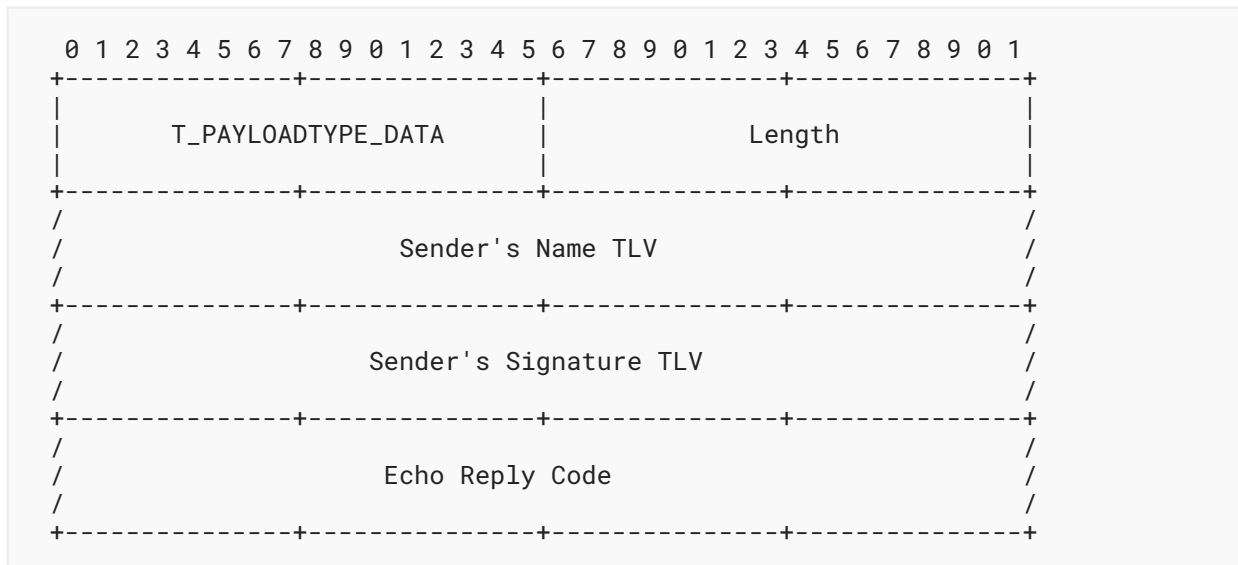 0 1 2 3 4 5 6 7 8 9 0 1 2 3 4 5 6 7 8 9 0 1 2 3 4 5 6 7 8 9 0 1
+---------------+---------------+---------------+---------------+
|                               |                               |
|       T_PAYLOADTYPE_DATA      |             Length            |
|                               |                               |
+---------------+---------------+---------------+---------------+
/                                                               /
/                      Sender's Name TLV                        /
/                                                               /
+---------------+---------------+---------------+---------------+
/                                                               /
/                    Sender's Signature TLV                     /
/                                                               /
+---------------+---------------+---------------+---------------+
/                                                               /
/                     Echo Reply Code                           /
/                                                               /
+---------------+---------------+---------------+---------------+